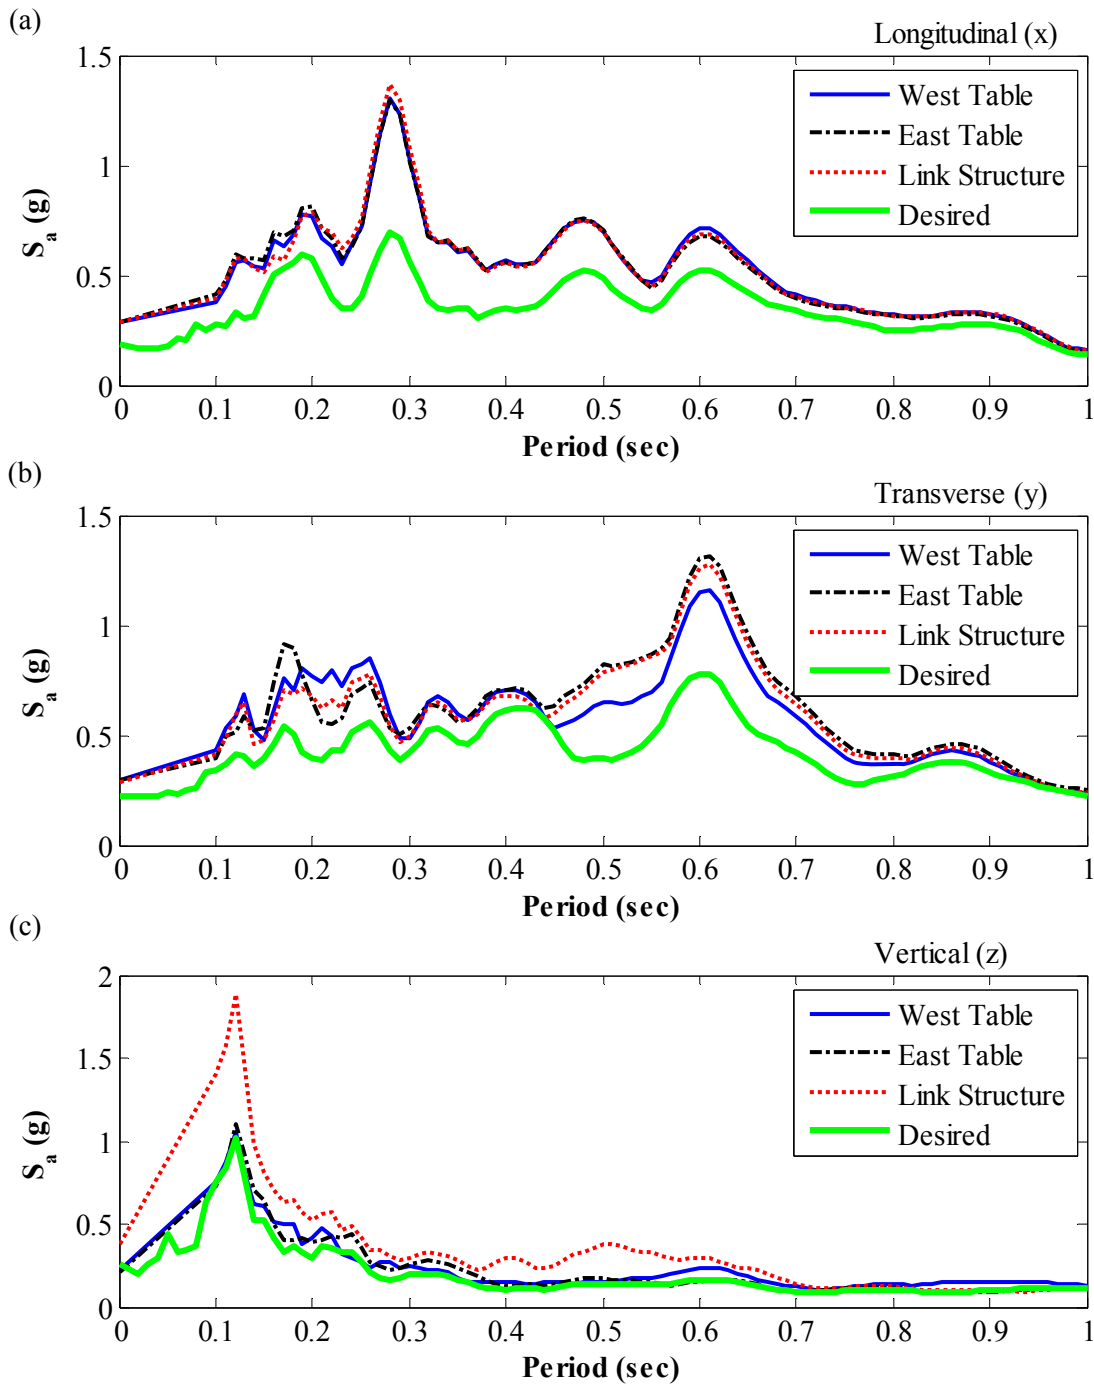 (a)
Longitudinal (x)
1.5
1
0.5
0
S_a (g)
West Table
East Table
Link Structure
Desired
0 0.1 0.2 0.3 0.4 0.5 0.6 0.7 0.8 0.9 1
Period (sec)
(b)
Transverse (y)
1.5
1
0.5
0
S_a (g)
West Table
East Table
Link Structure
Desired
0 0.1 0.2 0.3 0.4 0.5 0.6 0.7 0.8 0.9 1
Period (sec)
(c)
Vertical (z)
2
1.5
1
0.5
0
S_a (g)
West Table
East Table
Link Structure
Desired
0 0.1 0.2 0.3 0.4 0.5 0.6 0.7 0.8 0.9 1
Period (sec)